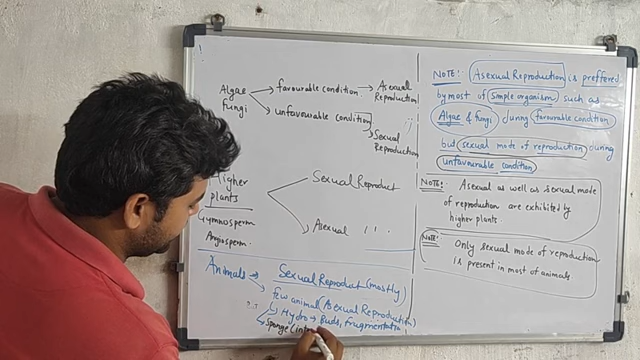 Algae
fungi
favourable condition → Asexual
Reproduction
unfavourable condition
Sexual
Reproduction
Higher
plants
Gymnosperm
Angiosperm.
Sexual Reproduct
Asexual
Animals → Sexual Reproduct (mostly)
few animal (Asexual Reproduction)
Hydra → Buds, fragmentatio
Sponge (in
NOTE: Asexual Reproduction is preffered
by most of simple organism such as
Algae & fungi during favourable condition
but sexual mode of reproduction during
unfavourable condition.
NOTE: Asexual as well as sexual mode
of reproduction are exhibited by
higher plants.
NOTE: Only sexual mode of reproduction
is present in most of animals